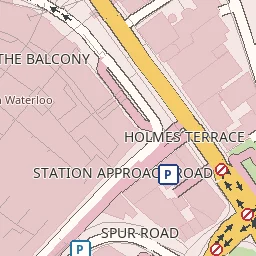 THE BALCONY
Waterloo
HOLMES TERRACE
STATION APPROACH ROAD
P
SPUR ROAD
P